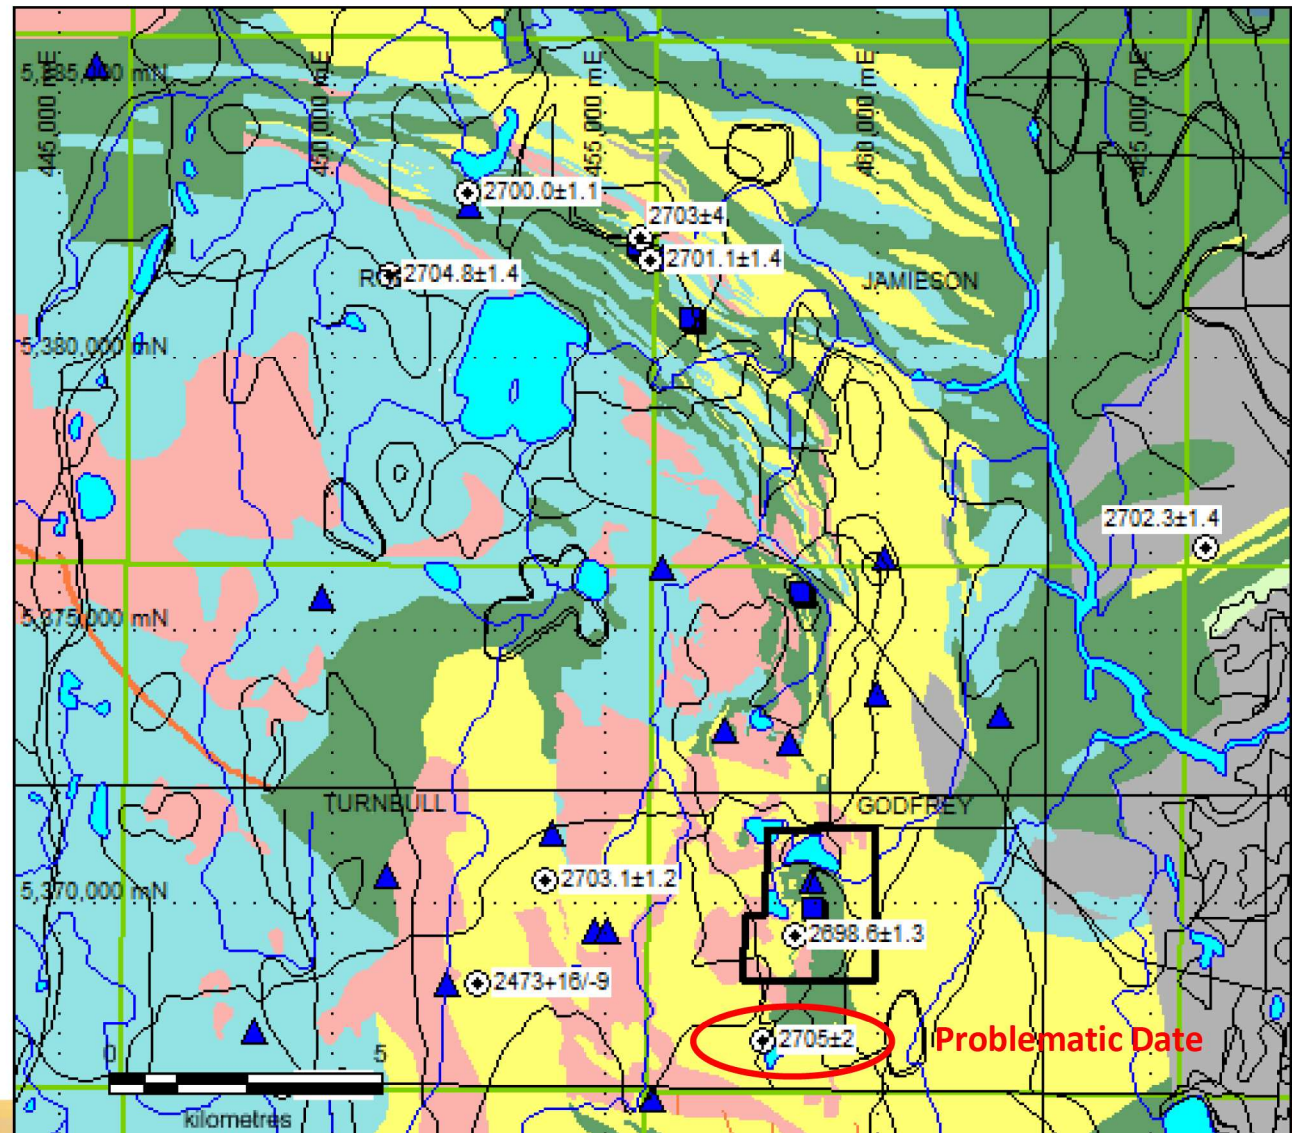 445,000 mE
450,000 mE
455,000 mE
460,000 mE
465,000 mE
5,385,000 mN
2700.0±1.1
2703±4
2701.1±1.4
2704.8±1.4
JAMIESON
5,380,000 mN
2702.3±1.4
5,375,000 mN
TURNBULL
GODFREY
2703.1±1.2
5,370,000 mN
2698.6±1.3
2473+16/-9
2705±2
Problematic Date
0
5
kilometres